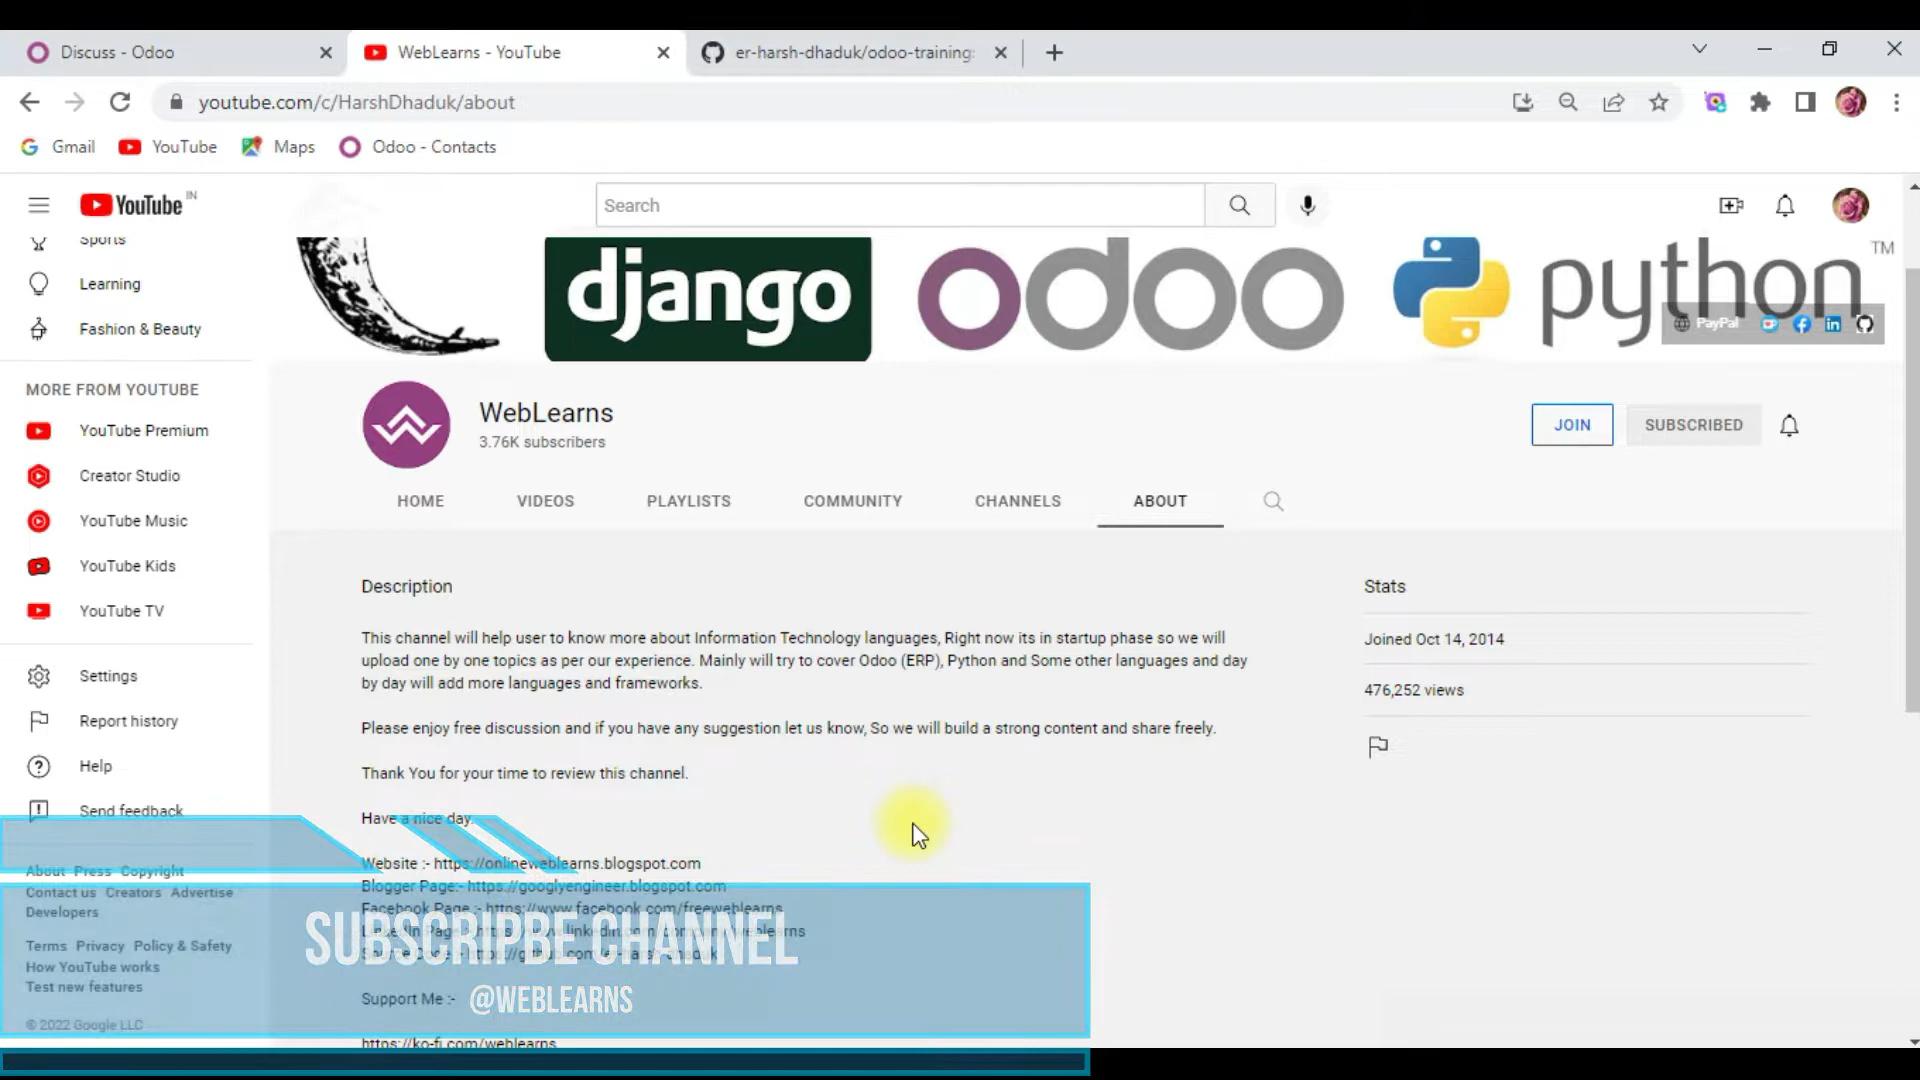 Discuss - Odoo
WebLearns - YouTube
er-harsh-dhaduk/odoo-training:
youtube.com/c/HarshDhaduk/about
Gmail
YouTube
Maps
Odoo - Contacts
YouTube IN
Search
Sports
Learning
Fashion & Beauty
MORE FROM YOUTUBE
YouTube Premium
Creator Studio
YouTube Music
YouTube Kids
YouTube TV
Settings
Report history
Help
Send feedback
About Press Copyright
Contact us Creators Advertise
Developers
Terms Privacy Policy & Safety
How YouTube works
Test new features
© 2022 Google LLC
django
odoo
python TM
PayPal
WebLearns
3.76K subscribers
JOIN
SUBSCRIBED
HOME
VIDEOS
PLAYLISTS
COMMUNITY
CHANNELS
ABOUT
Description
This channel will help user to know more about Information Technology languages, Right now its in startup phase so we will
upload one by one topics as per our experience. Mainly will try to cover Odoo (ERP), Python and Some other languages and day
by day will add more languages and frameworks.
Please enjoy free discussion and if you have any suggestion let us know, So we will build a strong content and share freely.
Thank You for your time to review this channel.
Have a nice day.
Website :- https://onlineweblearns.blogspot.com
Blogger Page:- https://googlyengineer.blogspot.com
Facebook Page :- https://www.facebook.com/freeweblearns
Support Me :-
https://ko-fi.com/weblearns
Stats
Joined Oct 14, 2014
476,252 views
SUBSCRIPBE CHANNEL
@WEBLEARNS